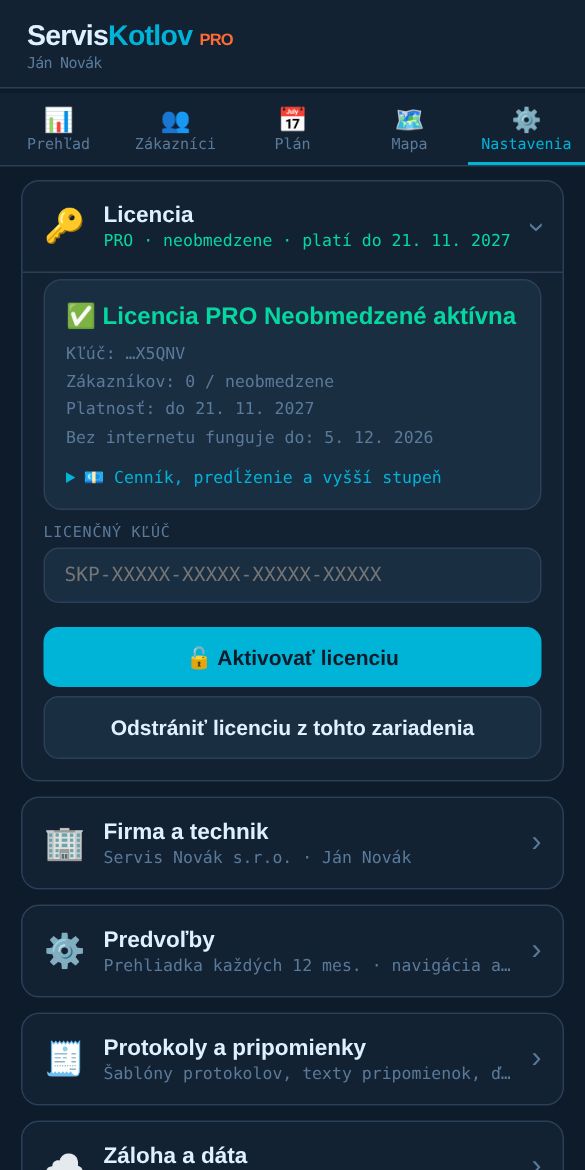 ServisKotlov PRO
Ján Novák
Prehľad
Zákazníci
Plán
Mapa
Nastavenia
Licencia
PRO · neobmedzene · platí do 21. 11. 2027
Licencia PRO Neobmedzené aktívna
Kľúč: …X5QNV
Zákazníkov: 0 / neobmedzene
Platnosť: do 21. 11. 2027
Bez internetu funguje do: 5. 12. 2026
Cenník, predĺženie a vyšší stupeň
LICENČNÝ KĽÚČ
SKP-XXXXX-XXXXX-XXXXX-XXXXX
Aktivovať licenciu
Odstrániť licenciu z tohto zariadenia
Firma a technik
Servis Novák s.r.o. · Ján Novák
Predvoľby
Prehliadka každých 12 mes. · navigácia a…
Protokoly a pripomienky
Šablóny protokolov, texty pripomienok, ď…
Záloha a dáta